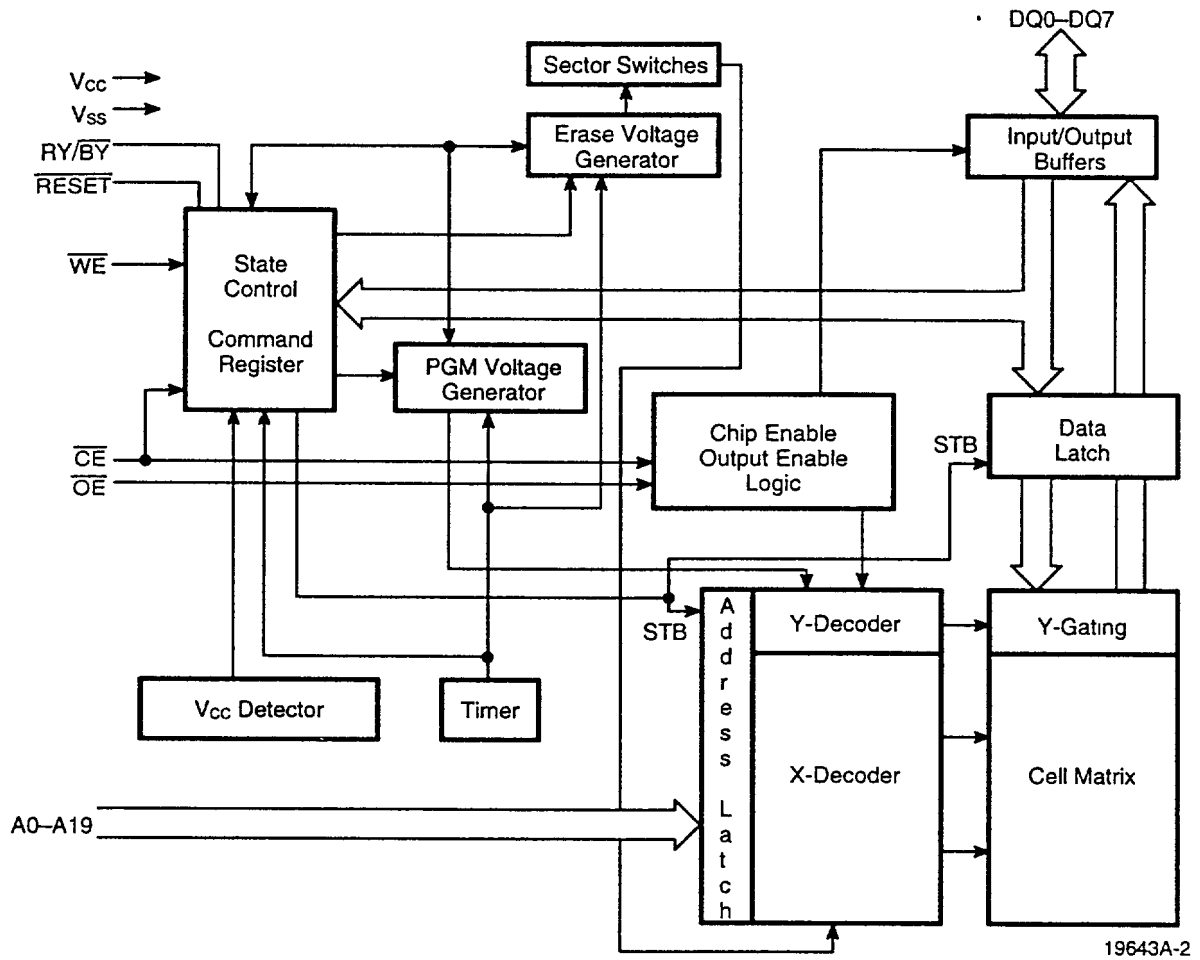 DQ0–DQ7
Sector Switches
VCC
VSS
Erase Voltage
Generator
Input/Output
Buffers
RY/BY
RESET
WE
State
Control
Command
Register
PGM Voltage
Generator
Chip Enable
Output Enable
Logic
STB
Data
Latch
CE
OE
STB
Address Latch
Y-Decoder
Y-Gating
VCC Detector
Timer
X-Decoder
Cell Matrix
A0–A19
19643A-2